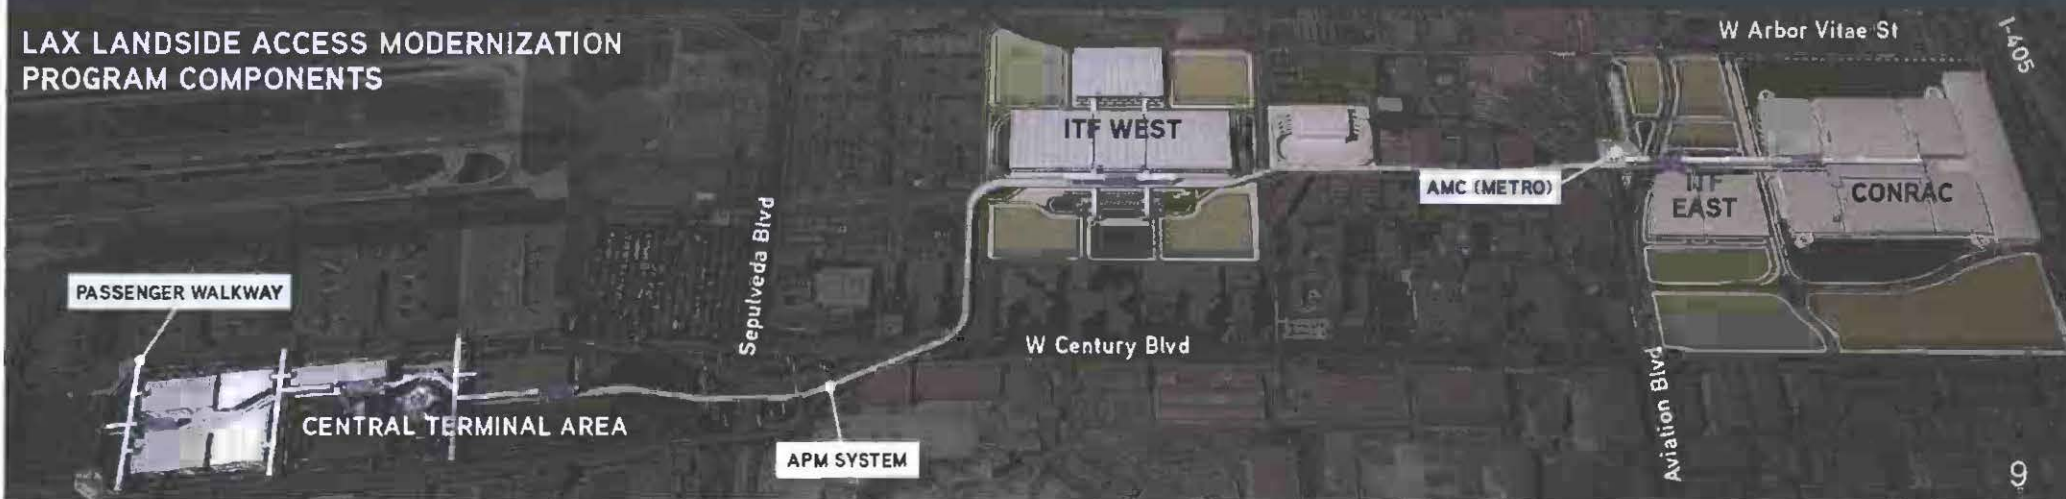 LAX LANDSIDE ACCESS MODERNIZATION
PROGRAM COMPONENTS
W Arbor Vitae St
I-405
ITF WEST
AMC (METRO)
ITF
EAST
CONRAC
Sepulveda Blvd
PASSENGER WALKWAY
W Century Blvd
Aviation Blvd
CENTRAL TERMINAL AREA
APM SYSTEM
9